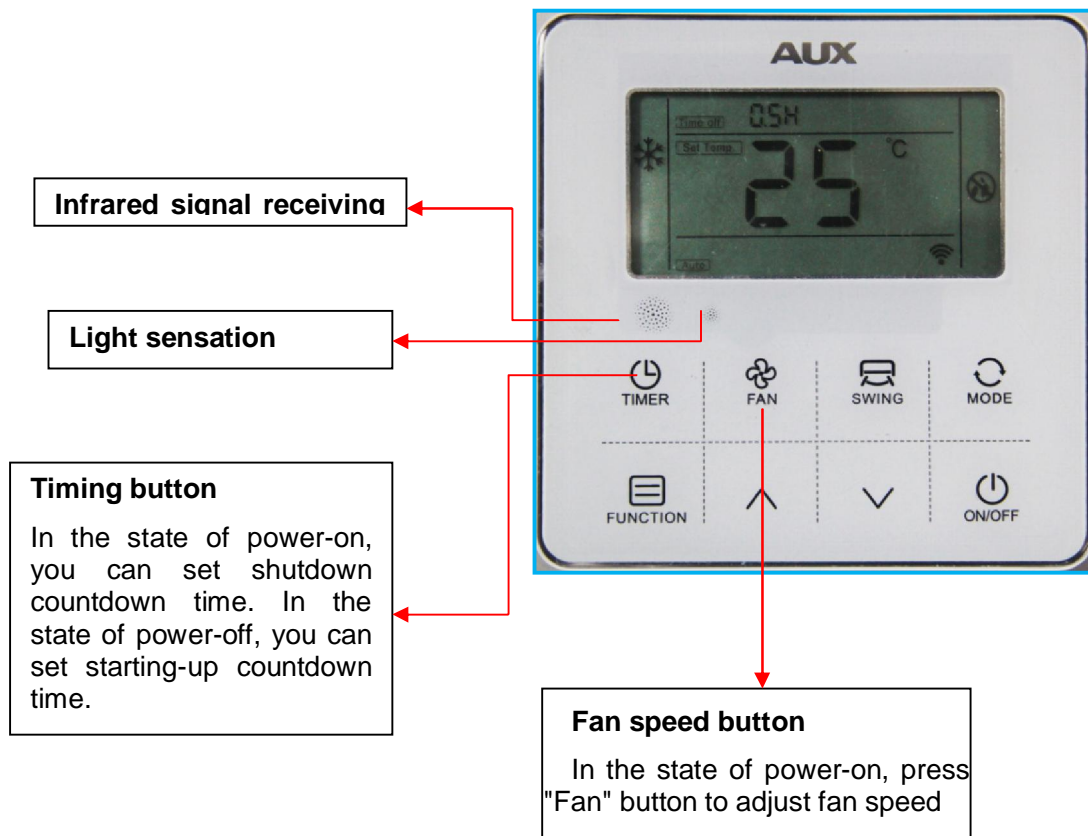 AUX
Time off 0.5H
Set Temp. 25 °C
Auto
Infrared signal receiving
Light sensation
TIMER FAN SWING MODE
FUNCTION ON/OFF
Timing button
In the state of power-on,
you can set shutdown
countdown time. In the
state of power-off, you can
set starting-up countdown
time.
Fan speed button
In the state of power-on, press
"Fan" button to adjust fan speed